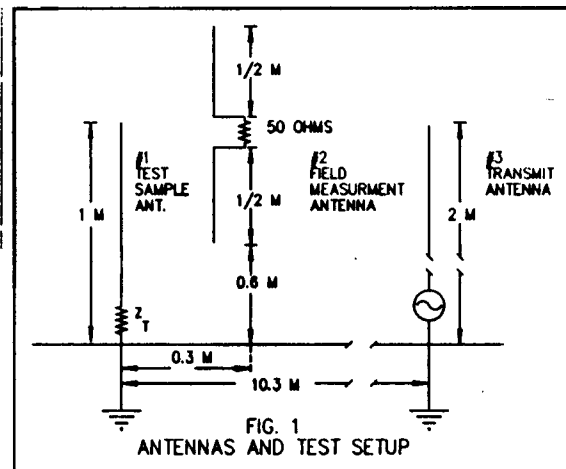 1/2 M
50 OHMS
#1
TEST
SAMPLE
ANT.
#2
FIELD
MEASURMENT
ANTENNA
#3
TRANSMIT
ANTENNA
1 M
1/2 M
2 M
0.6 M
Z
T
0.3 M
10.3 M
FIG. 1
ANTENNAS AND TEST SETUP